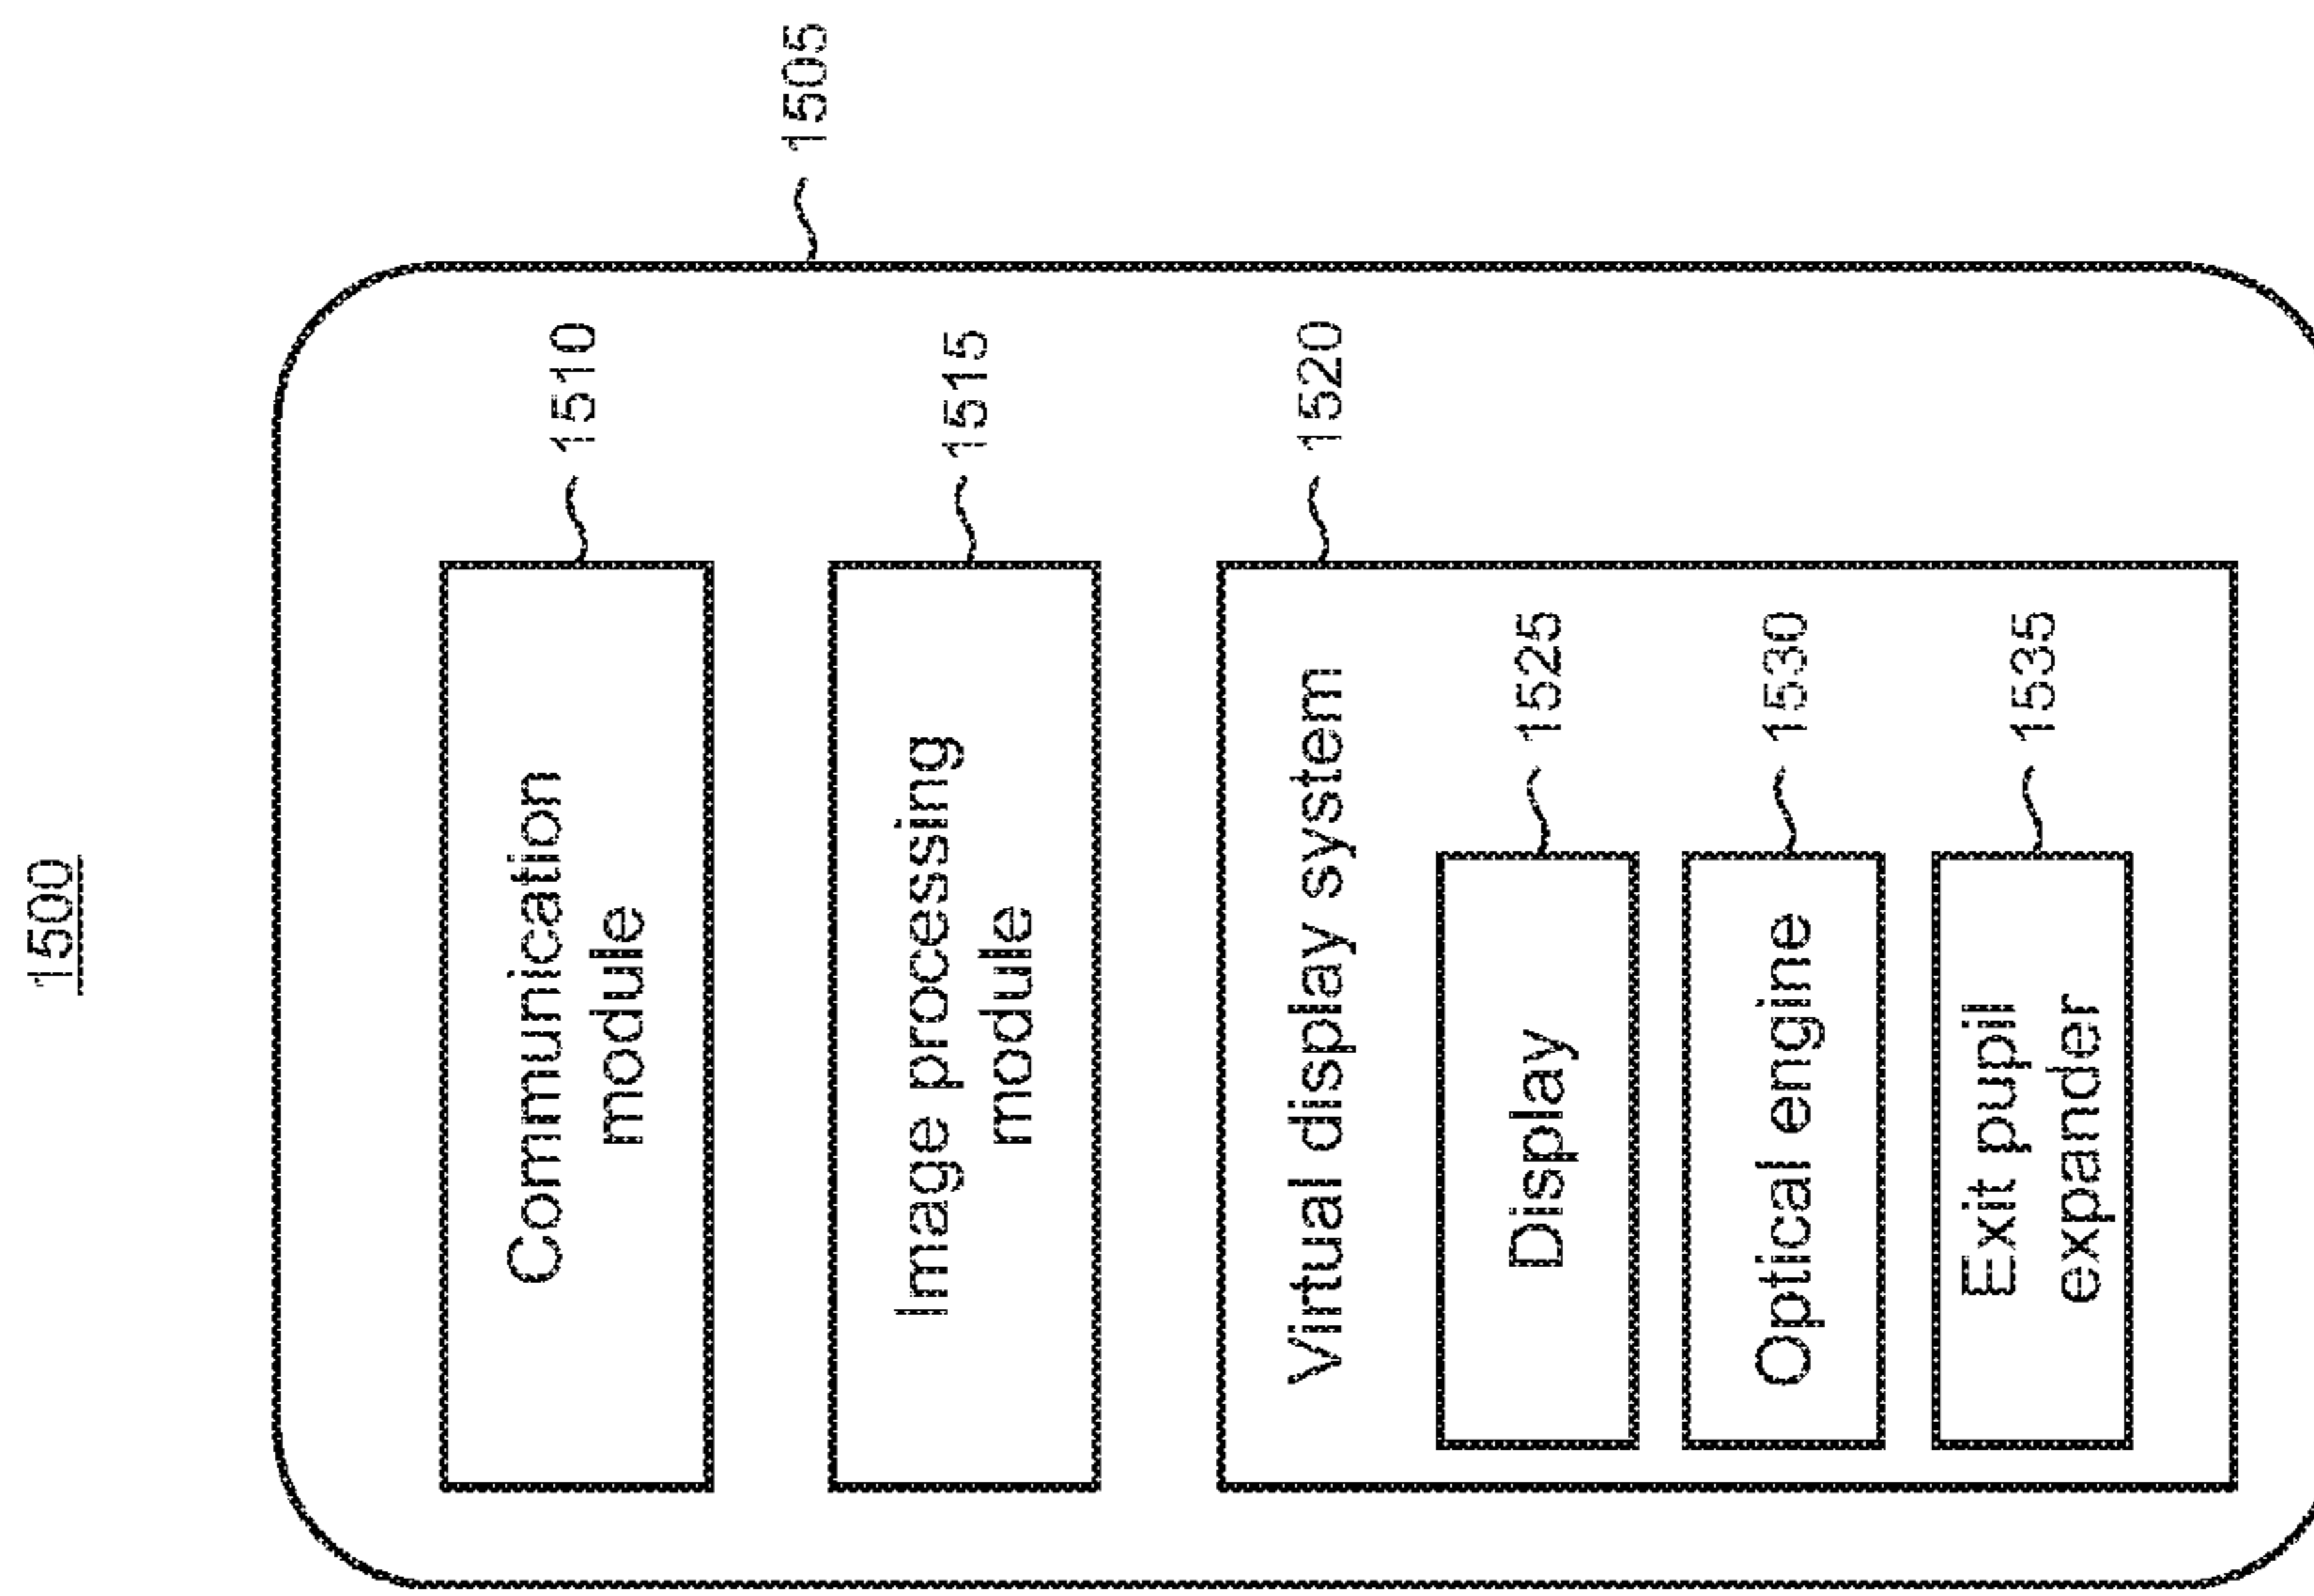 1500
1505
Communication
module
1510
Image processing
module
1515
Virtual display system
1520
Display
1525
Optical engine
1530
Exit pupil
expander
1535